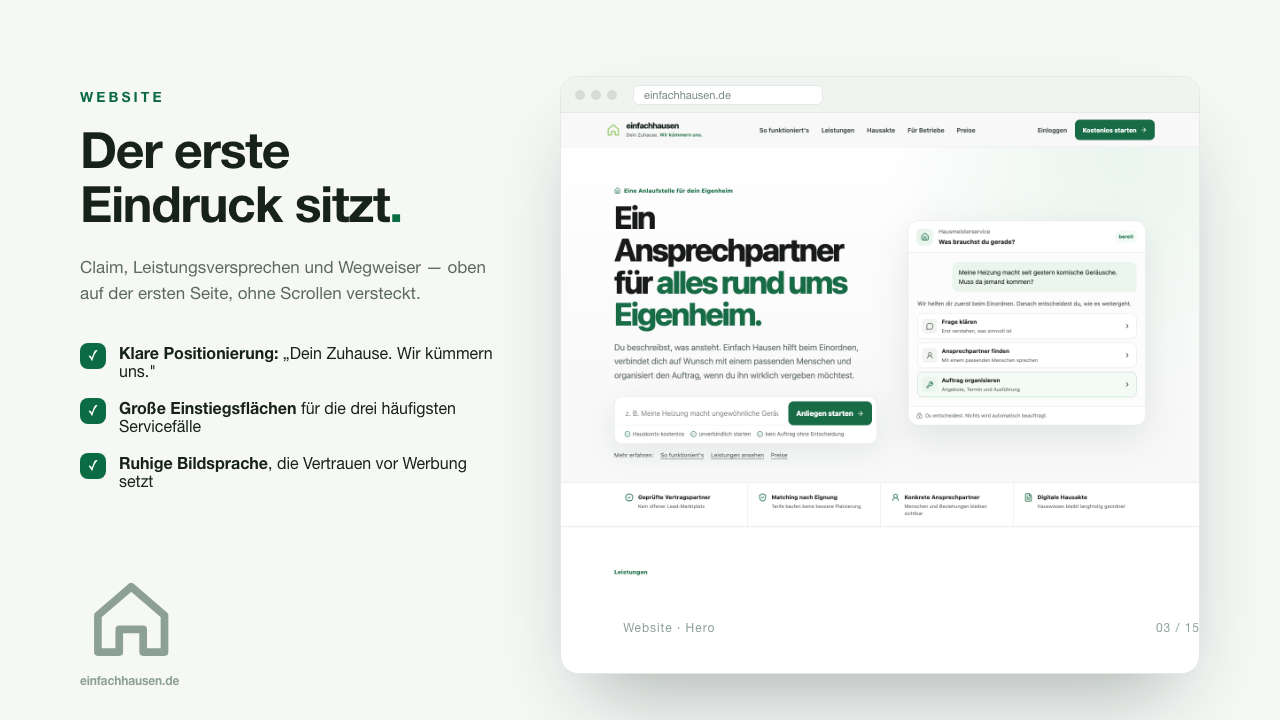 WEBSITE
Der erste
Eindruck sitzt.
Claim, Leistungsversprechen und Wegweiser — oben
auf der ersten Seite, ohne Scrollen versteckt.
Klare Positionierung: „Dein Zuhause. Wir kümmern
uns."
Große Einstiegsflächen für die drei häufigsten
Servicefälle
Ruhige Bildsprache, die Vertrauen vor Werbung
setzt
einfachhausen.de
einfachhausen.de
einfachhausen
Dein Zuhause. Wir kümmern uns.
So funktioniert's Leistungen Hausakte Für Betriebe Preise
Einloggen Kostenlos starten →
Eine Anlaufstelle für dein Eigenheim
Ein
Ansprechpartner
für alles rund ums
Eigenheim.
Du beschreibst, was ansteht. Einfach Hausen hilft beim Einordnen,
verbindet dich auf Wunsch mit einem passenden Menschen und
organisiert den Auftrag, wenn du ihn wirklich vergeben möchtest.
z. B. Meine Heizung macht ungewöhnliche Gerä
Anliegen starten →
Hauskonto kostenlos unverbindlich starten kein Auftrag ohne Entscheidung
Mehr erfahren: So funktioniert's Leistungen ansehen Preise
Hausmeisterservice
Was brauchst du gerade?
bereit
Meine Heizung macht seit gestern komische Geräusche.
Muss da jemand kommen?
Wir helfen dir zuerst beim Einordnen. Danach entscheidest du, wie es weitergeht.
Frage klären
Erst verstehen, was sinnvoll ist
Ansprechpartner finden
Mit einem passenden Menschen sprechen
Auftrag organisieren
Angebote, Termin und Ausführung
Du entscheidest. Nichts wird automatisch beauftragt.
Geprüfte Vertragspartner
Kein offener Lead-Marktplatz
Matching nach Eignung
Tarife kaufen keine bessere Platzierung
Konkrete Ansprechpartner
Menschen und Beziehungen bleiben
sichtbar
Digitale Hausakte
Hauswissen bleibt langfristig geordnet
Leistungen
Website · Hero
03 / 15